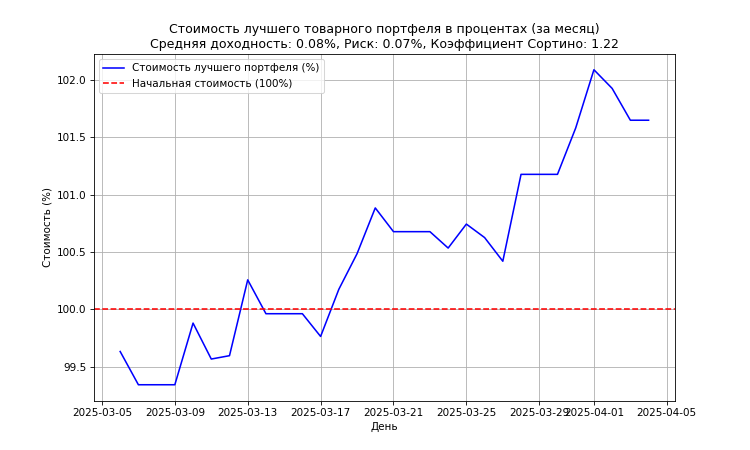 Стоимость лучшего товарного портфеля в процентах (за месяц)
Средняя доходность: 0.08%, Риск: 0.07%, Коэффициент Сортино: 1.22
Стоимость лучшего портфеля (%)
Начальная стоимость (100%)
Стоимость (%)
102.0
101.5
101.0
100.5
100.0
99.5
2025-03-05 2025-03-09 2025-03-13 2025-03-17 2025-03-21 2025-03-25 2025-03-29 2025-04-01 2025-04-05
День